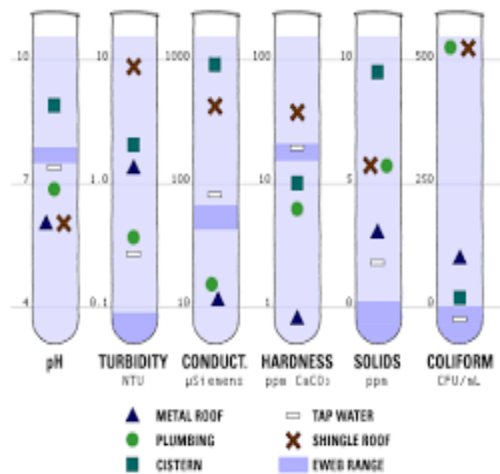 10 10 1000 100 10 500
7 1.0 100 10 5 250
4 0.1 10 1 0 0
pH TURBIDITY CONDUCT. HARDNESS SOLIDS COLIFORM
NTU µSiemens ppm CaCO₃ ppm CFU/mL
METAL ROOF TAP WATER
PLUMBING SHINGLE ROOF
CISTERN EWEB RANGE